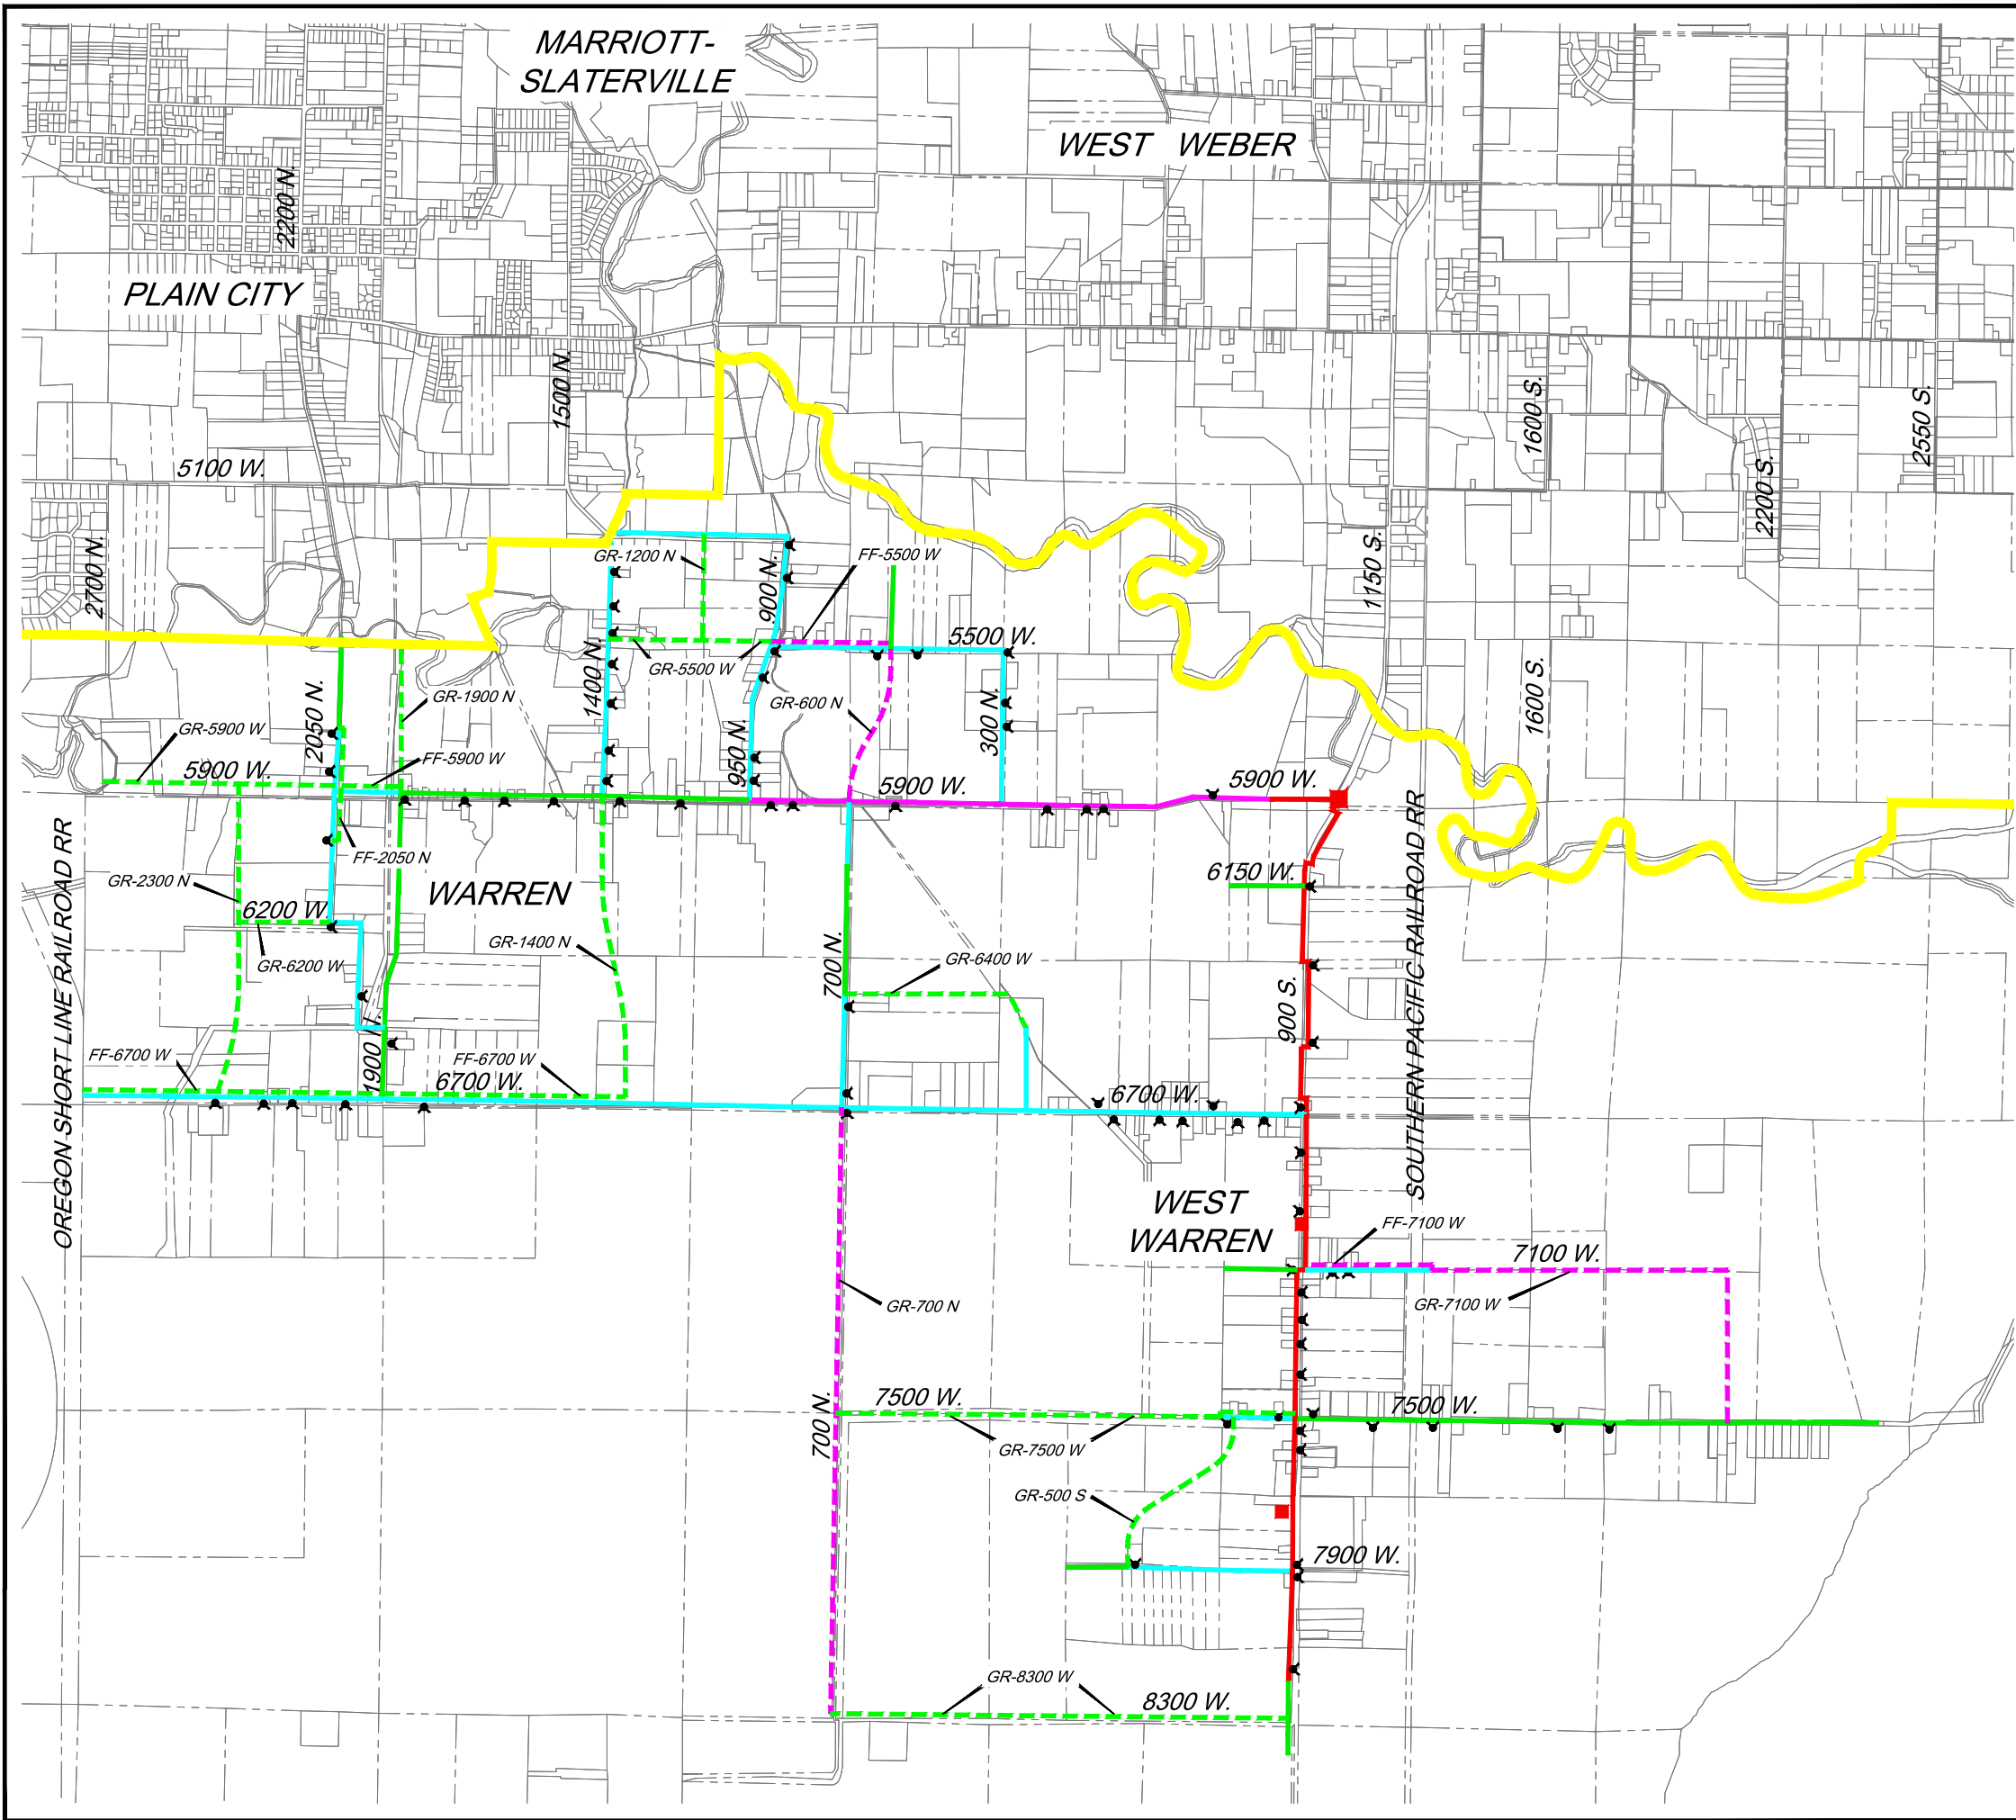 MARRIOTT-
SLATERVILLE
WEST WEBER
2200 N.
PLAIN CITY
1500 N.
1600 S.
2550 S.
5100 W.
2200 S.
2700 N.
1150 S.
GR-1200 N
FF-5500 W
900 N.
5500 W.
GR-5500 W
1400 N.
GR-1900 N
GR-600 N
2050 N.
GR-5900 W
300 N.
1600 S.
950 N.
5900 W.
FF-5900 W
5900 W.
5900 W.
FF-2050 N
GR-2300 N
WARREN
6150 W.
6200 W.
GR-1400 N
GR-6200 W
700 N.
GR-6400 W
OREGON SHORT LINE RAILROAD RR
SOUTHERN PACIFIC RAILROAD RR
900 S.
1900 N.
FF-6700 W
FF-6700 W
6700 W.
6700 W.
WEST
WARREN
FF-7100 W
7100 W.
GR-700 N
GR-7100 W
700 N.
7500 W.
7500 W.
GR-7500 W
GR-500 S
7900 W.
GR-8300 W
8300 W.